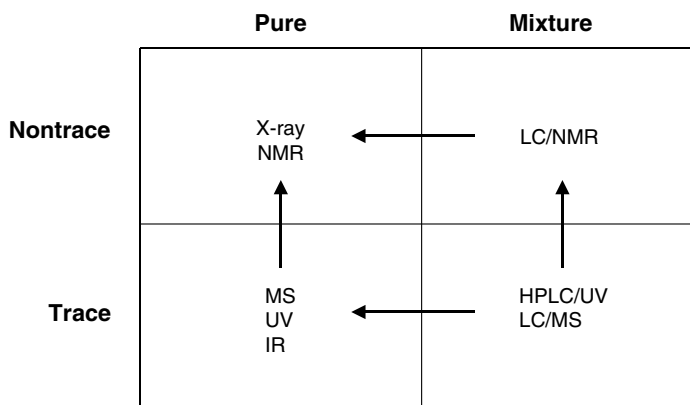 Pure Mixture
Nontrace
X-ray
NMR
LC/NMR
Trace
MS
UV
IR
HPLC/UV
LC/MS